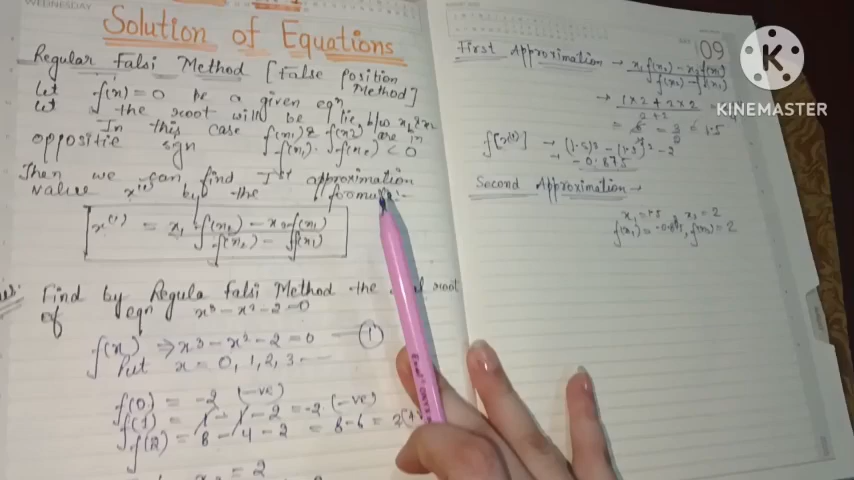 WEDNESDAY
Solution of Equations
Regular Falsi Method [False position
Method]
Let f(x) = 0 be a given eqn
let the root will be lie b/w x₁ & x₂
In this case f(x₁) & f(x₂) are in
oppositie sgn f(x₁). f(x₂) < 0
Then we can find Ist approximation
value x⁽¹⁾ by the formula:-
x⁽¹⁾ = x₁ f(x₂) - x₂ f(x₁)
f(x₂) - f(x₁)
Find by Regula Falsi Method the root
of eqn x³ - x² - 2 = 0
f(x) ⇒ x³ - x² - 2 = 0 ①
Put x = 0, 1, 2, 3
f(0) = -2 (-ve)
f(1) = 1 - 1 - 2 = -2 (-ve)
f(2) = 8 - 4 - 2 = 8 - 6 = 2
= 2
09
First Approximation → x₁ f(x₂) - x₂ f(x₁)
f(x₂) - f(x₁)
→ 1×2 + 2×2
2+2
= 6 = 3 = 1.5
f[x⁽¹⁾] → (1.5)³ - (1.5)² - 2
→ -0.875
Second Approximation →
x₁ = 1.5 x₂ = 2
f(x₁) = -0.875, f(x₂) = 2
KINEMASTER